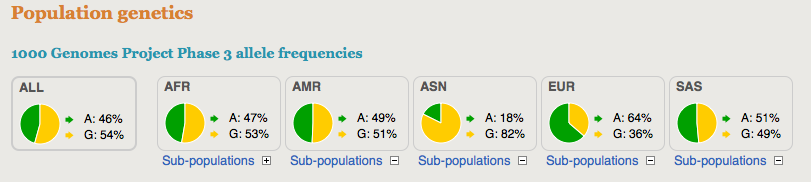 Population genetics
1000 Genomes Project Phase 3 allele frequencies
ALL AFR AMR ASN EUR SAS
A: 46% A: 47% A: 49% A: 18% A: 64% A: 51%
G: 54% G: 53% G: 51% G: 82% G: 36% G: 49%
Sub-populations Sub-populations Sub-populations Sub-populations Sub-populations